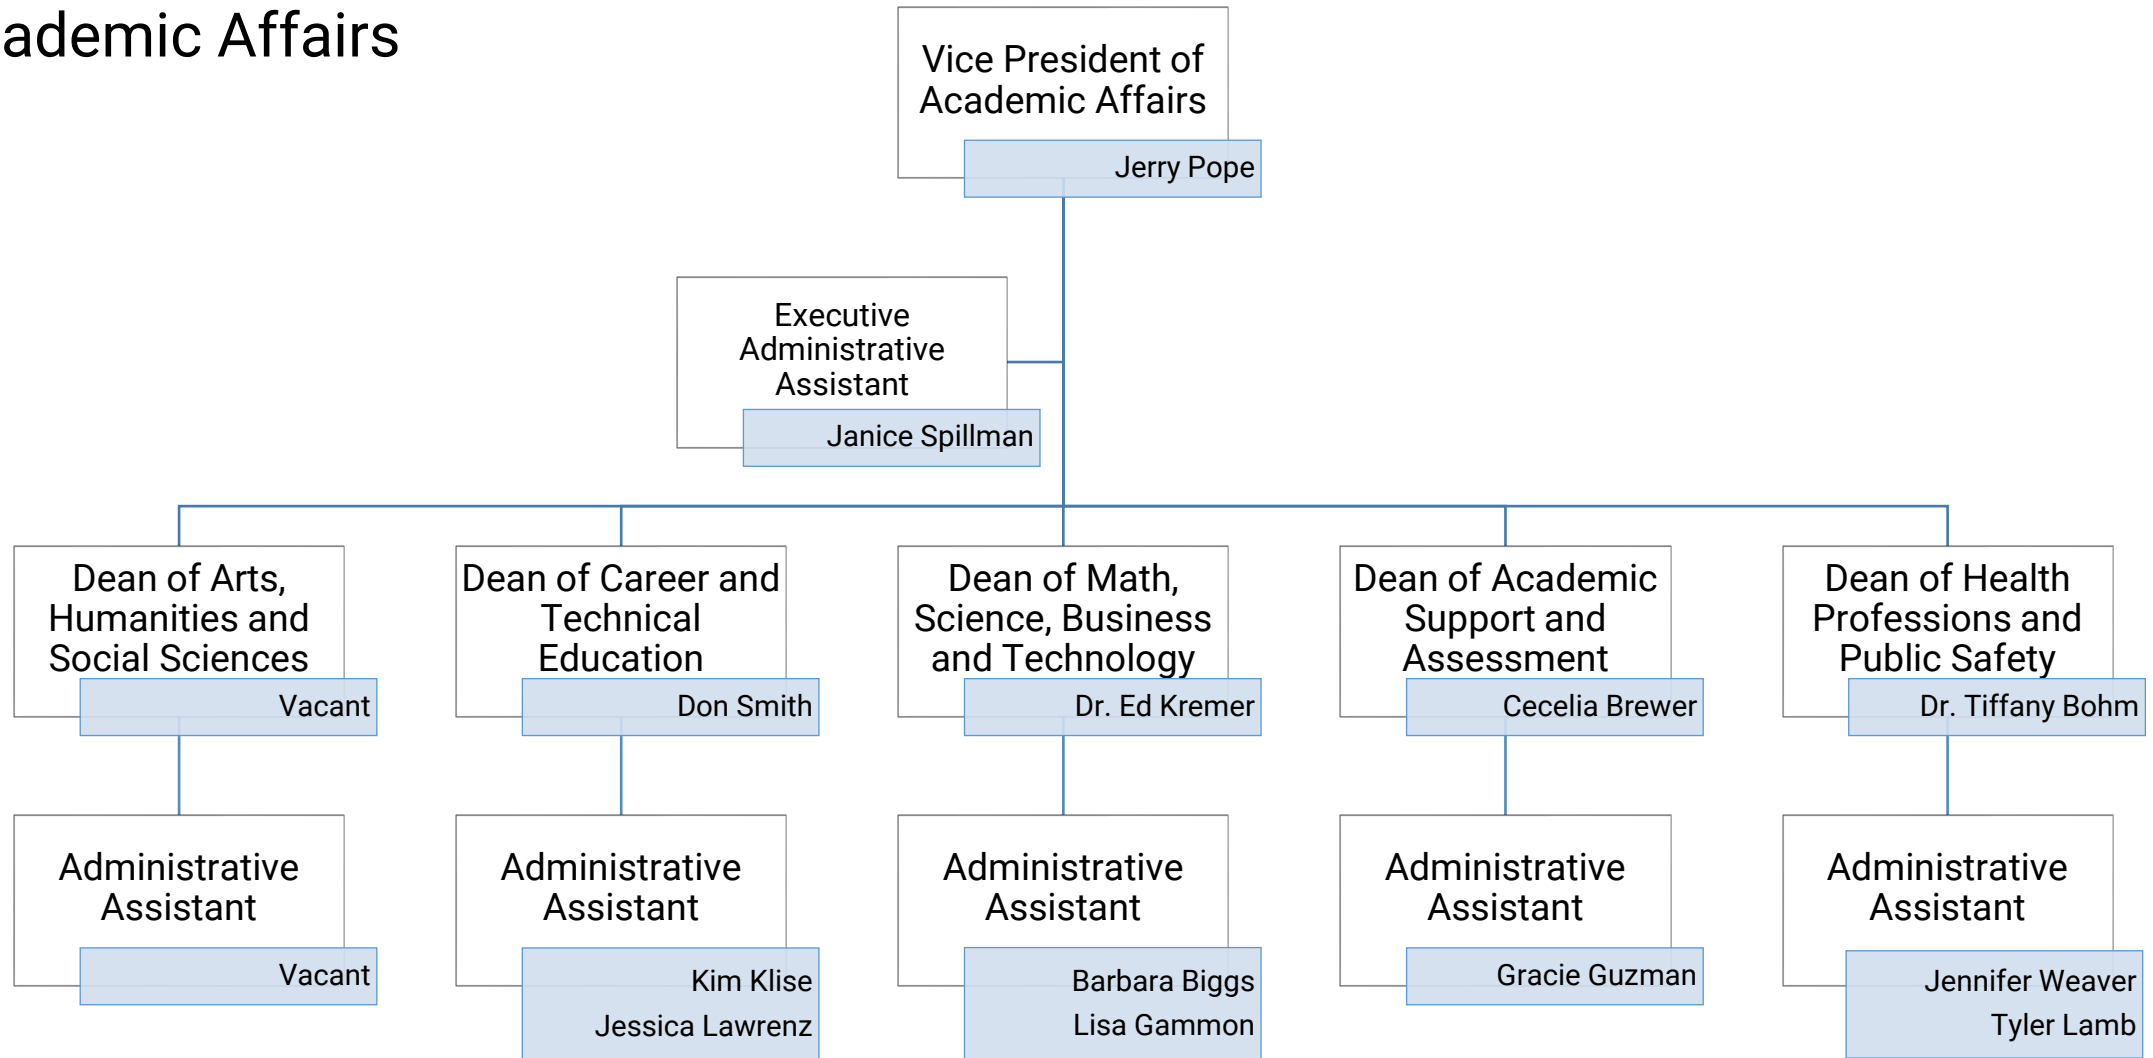 ademic Affairs
Vice President of
Academic Affairs
Jerry Pope
Executive
Administrative
Assistant
Janice Spillman
Dean of Arts,
Humanities and
Social Sciences
Vacant
Dean of Career and
Technical
Education
Don Smith
Dean of Math,
Science, Business
and Technology
Dr. Ed Kremer
Dean of Academic
Support and
Assessment
Cecelia Brewer
Dean of Health
Professions and
Public Safety
Dr. Tiffany Bohm
Administrative
Assistant
Vacant
Administrative
Assistant
Kim Klise
Jessica Lawrenz
Administrative
Assistant
Barbara Biggs
Lisa Gammon
Administrative
Assistant
Gracie Guzman
Administrative
Assistant
Jennifer Weaver
Tyler Lamb